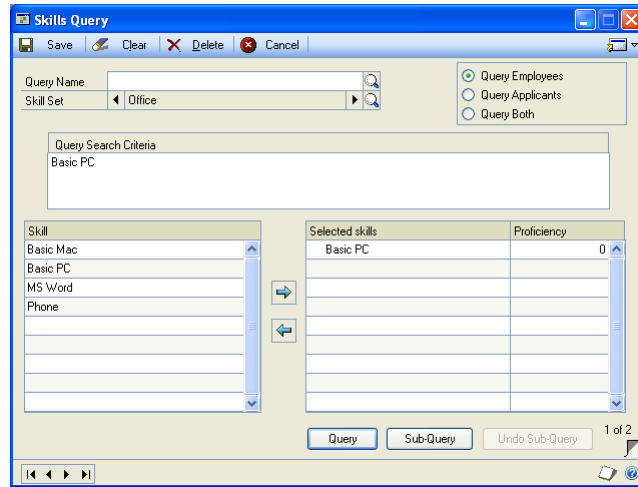 Skills Query
Save Clear Delete Cancel
Query Name
Skill Set Office
Query Employees
Query Applicants
Query Both
Query Search Criteria
Basic PC
Skill
Basic Mac
Basic PC
MS Word
Phone
Selected skills Proficiency
Basic PC 0
Query Sub-Query Undo Sub-Query 1 of 2